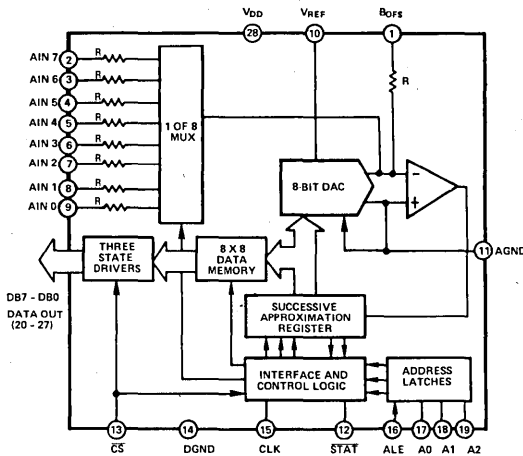 VDD
VREF
BOFS
28
10
1
AIN 7 2 R
AIN 6 3 R
AIN 5 4 R
AIN 4 5 R
AIN 3 6 R
AIN 2 7 R
AIN 1 8 R
AIN 0 9 R
1 OF 8
MUX
R
8-BIT DAC
−
+
11 AGND
THREE
STATE
DRIVERS
8 X 8
DATA
MEMORY
DB7 - DB0
DATA OUT
(20 - 27)
SUCCESSIVE
APPROXIMATION
REGISTER
INTERFACE AND
CONTROL LOGIC
ADDRESS
LATCHES
13 14 15 12 16 17 18 19
C̅S̅ DGND CLK S̅T̅A̅T̅ ALE A0 A1 A2